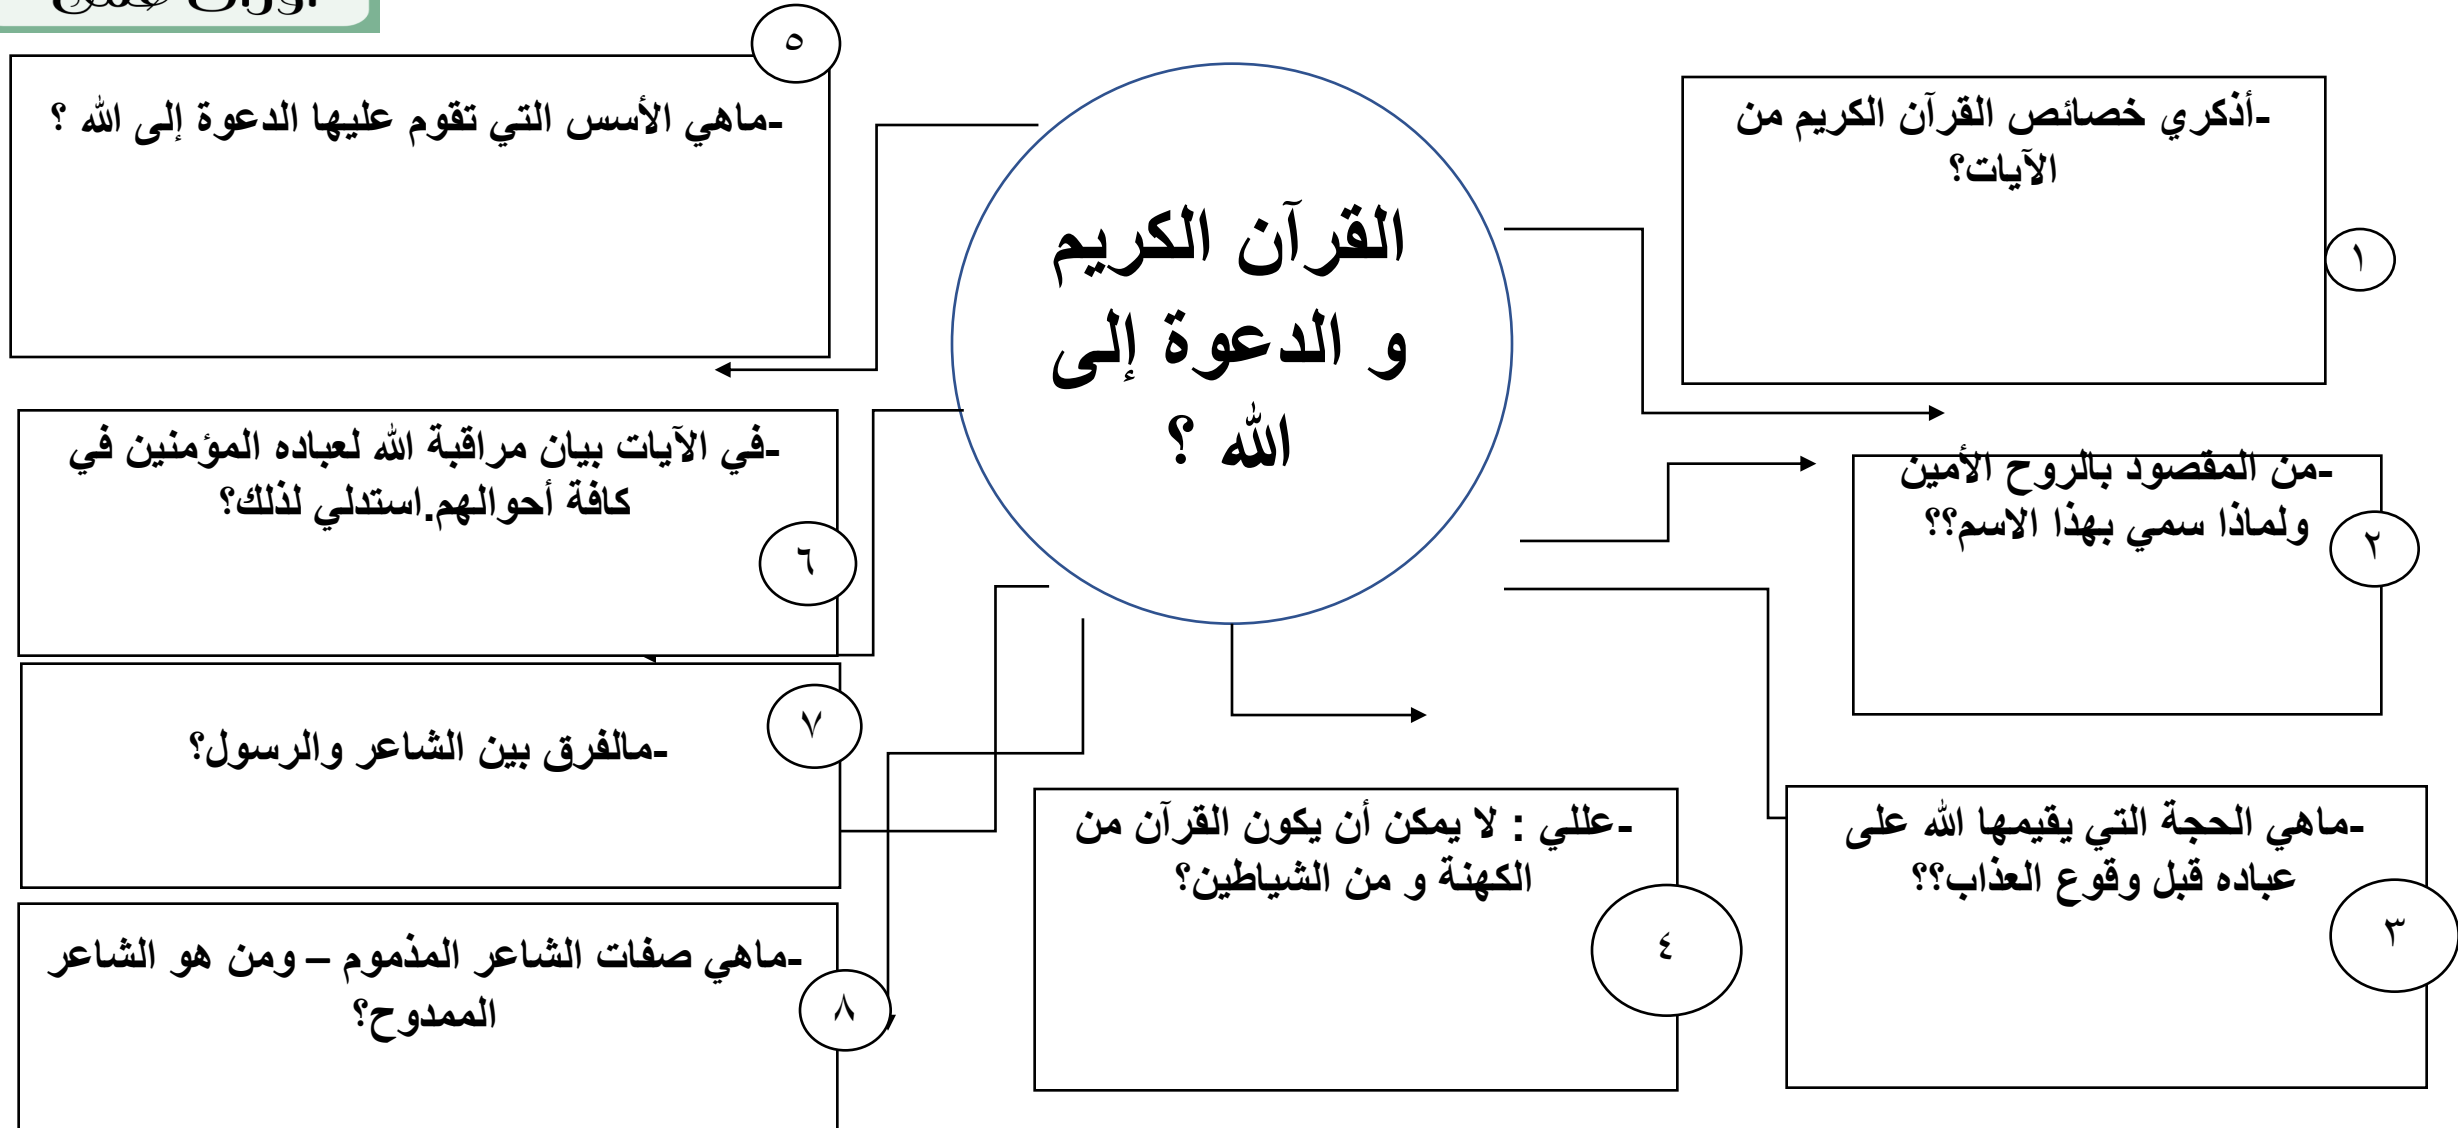 القرآن الكريم
و الدعوة إلى
الله ؟
١
-أذكري خصائص القرآن الكريم من
الآيات؟
٢
-من المقصود بالروح الأمين
ولماذا سمي بهذا الاسم؟؟
٣
-ماهي الحجة التي يقيمها الله على
عباده قبل وقوع العذاب؟؟
٤
-عللي : لا يمكن أن يكون القرآن من
الكهنة و من الشياطين؟
٥
-ماهي الأسس التي تقوم عليها الدعوة إلى الله ؟
٦
-في الآيات بيان مراقبة الله لعباده المؤمنين في
كافة أحوالهم.استدلي لذلك؟
٧
-مالفرق بين الشاعر والرسول؟
٨
-ماهي صفات الشاعر المذموم – ومن هو الشاعر
الممدوح؟